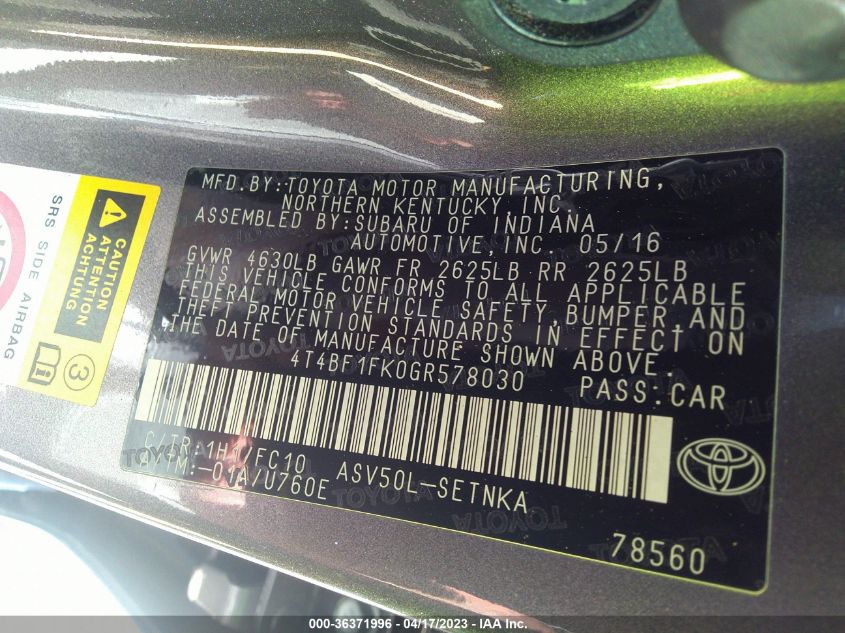 MFD.BY:TOYOTA MOTOR MANUFACTURING,
NORTHERN KENTUCKY, INC.
ASSEMBLED BY:SUBARU OF INDIANA
AUTOMOTIVE,INC. 05/16
GVWR 4630LB GAWR FR 2625LB RR 2625LB
THIS VEHICLE CONFORMS TO ALL APPLICABLE
FEDERAL MOTOR VEHICLE SAFETY,BUMPER,AND
THEFT PREVENTION STANDARDS IN EFFECT ON
THE DATE OF MANUFACTURE SHOWN ABOVE.
4T4BF1FK0GR578030 PASS:CAR
C/TR:1H1/FC10
A/TM:-01A/U760E
ASV50L-SETNKA
TOYOTA
78560
SRS SIDE AIRBAG
CAUTION
ATTENTION
ACHTUNG
3
000-36371996 - 04/17/2023 - IAA Inc.